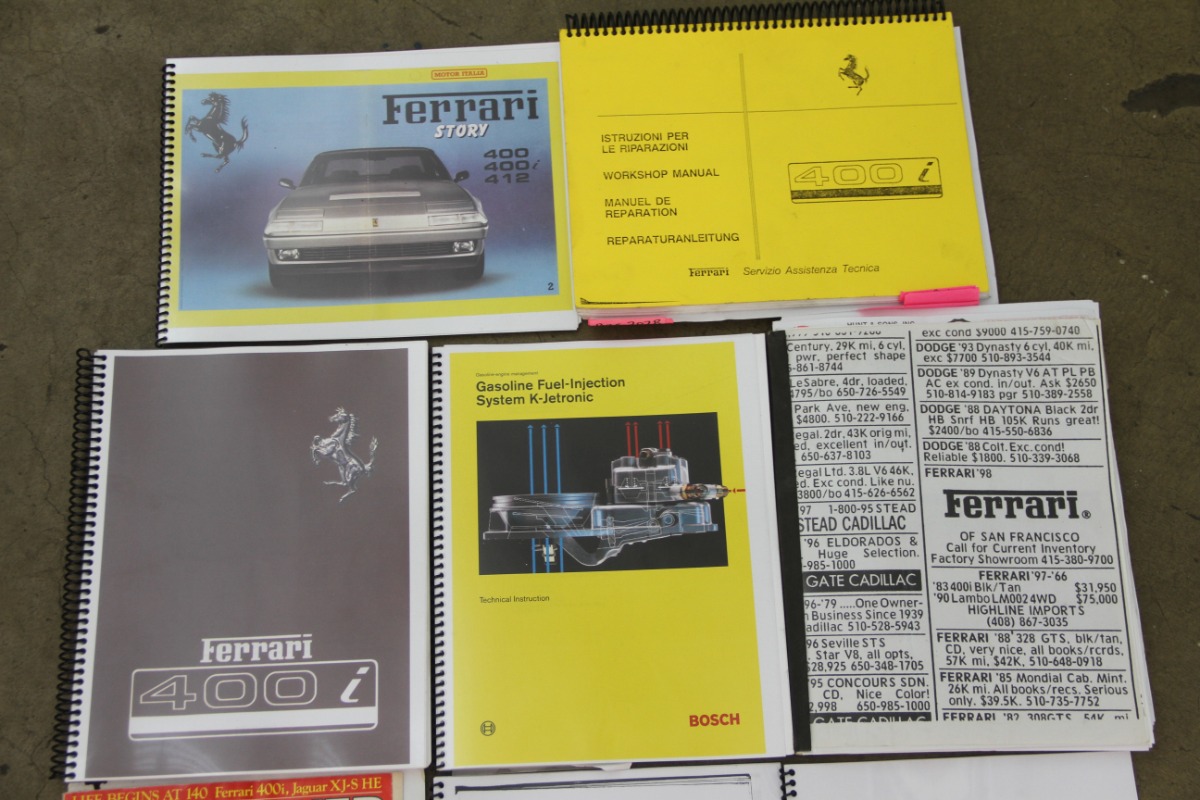 MOTOR ITALIA
Ferrari
STORY
400
400i
412
2
ISTRUZIONI PER
LE RIPARAZIONI
WORKSHOP MANUAL
MANUEL DE
REPARATION
REPARATURANLEITUNG
400 i
Ferrari Servizio Assistenza Tecnica
Ferrari
400 i
Gasoline-engine management
Gasoline Fuel-Injection
System K-Jetronic
Technical Instruction
BOSCH
Century, 29K mi, 6 cyl,
pwr. perfect shape
5-861-8744
LeSabre, 4dr, loaded,
4795/bo 650-726-5549
Park Ave, new eng,
$4800. 510-222-9166
egal. 2dr, 43K orig mi,
ed, excellent in/out.
650-637-8103
egal Ltd. 3.8L V6 46K,
ed. Exc cond. Like nu.
3800/bo 415-626-6562
97 1-800-95 STEAD
STEAD CADILLAC
'96 ELDORADOS &
Huge Selection.
-985-1000
GATE CADILLAC
96-'79 .....One Owner-
n Business Since 1939
adillac 510-528-5943
96 Seville STS
. Star V8, all opts,
$28,925 650-348-1705
'95 CONCOURS SDN.
CD, Nice Color!
2,998 650-985-1000
GATE CADILLAC
exc cond $9000 415-759-0740
DODGE '93 Dynasty 6 cyl, 40K mi,
exc $7700 510-893-3544
DODGE '89 Dynasty V6 AT PL PB
AC ex cond. in/out. Ask $2650
510-814-9183 pgr 510-389-2558
DODGE '88 DAYTONA Black 2dr
HB Snrf HB 105K Runs great!
$2400/bo 415-550-6836
DODGE '88 Colt. Exc. cond!
Reliable $1800. 510-339-3068
FERRARI '98
Ferrari®
OF SAN FRANCISCO
Call for Current Inventory
Factory Showroom 415-380-9700
FERRARI '97-'66
'83 400i Blk/Tan $31,950
'90 Lambo LM002 4WD $75,000
HIGHLINE IMPORTS
(408) 867-3035
FERRARI '88' 328 GTS, blk/tan,
CD, very nice, all books/rcrds,
57K mi, $42K, 510-648-0918
FERRARI '85 Mondial Cab. Mint.
26K mi. All books/recs. Serious
only. $39.5K. 510-735-7752
FERRARI '82 308GTS 54K mi
LIFE BEGINS AT 140 Ferrari 400i, Jaguar XJ-S HE